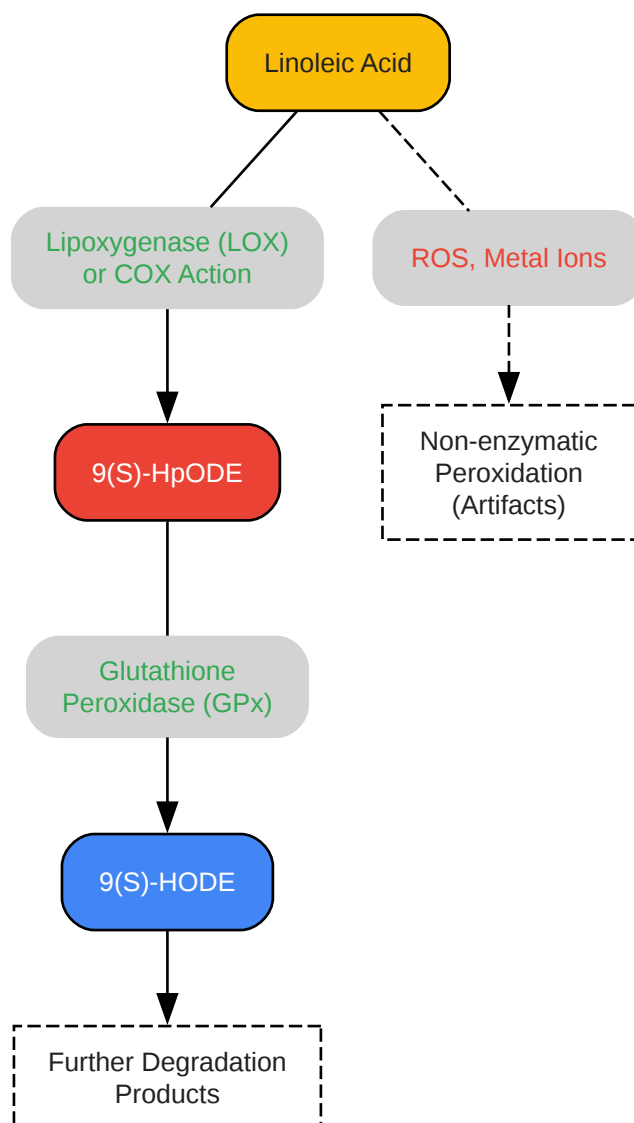 Linoleic Acid
Lipoxygenase (LOX)
or COX Action
ROS, Metal Ions
9(S)-HpODE
Non-enzymatic
Peroxidation
(Artifacts)
Glutathione
Peroxidase (GPx)
9(S)-HODE
Further Degradation
Products